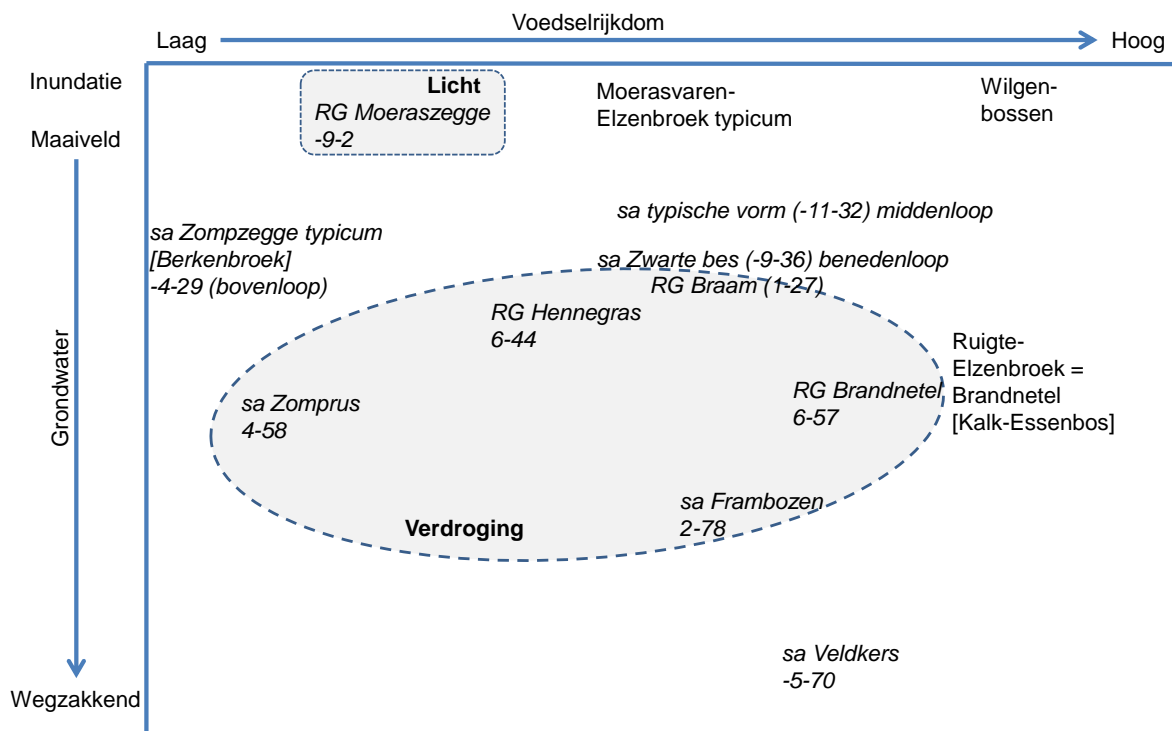 Voedselrijkdom
Laag
Hoog
Inundatie
Maaiveld
Grondwater
Wegzakkend
Licht
RG Moeraszegge
-9-2
Moerasvaren-
Elzenbroek typicum
Wilgen-
bossen
sa typische vorm (-11-32) middenloop
sa Zompzegge typicum
[Berkenbroek]
-4-29 (bovenloop)
sa Zwarte bes (-9-36) benedenloop
RG Braam (1-27)
RG Hennegras
6-44
Ruigte-
Elzenbroek =
Brandnetel
[Kalk-Essenbos]
RG Brandnetel
6-57
sa Zomprus
4-58
sa Frambozen
2-78
Verdroging
sa Veldkers
-5-70